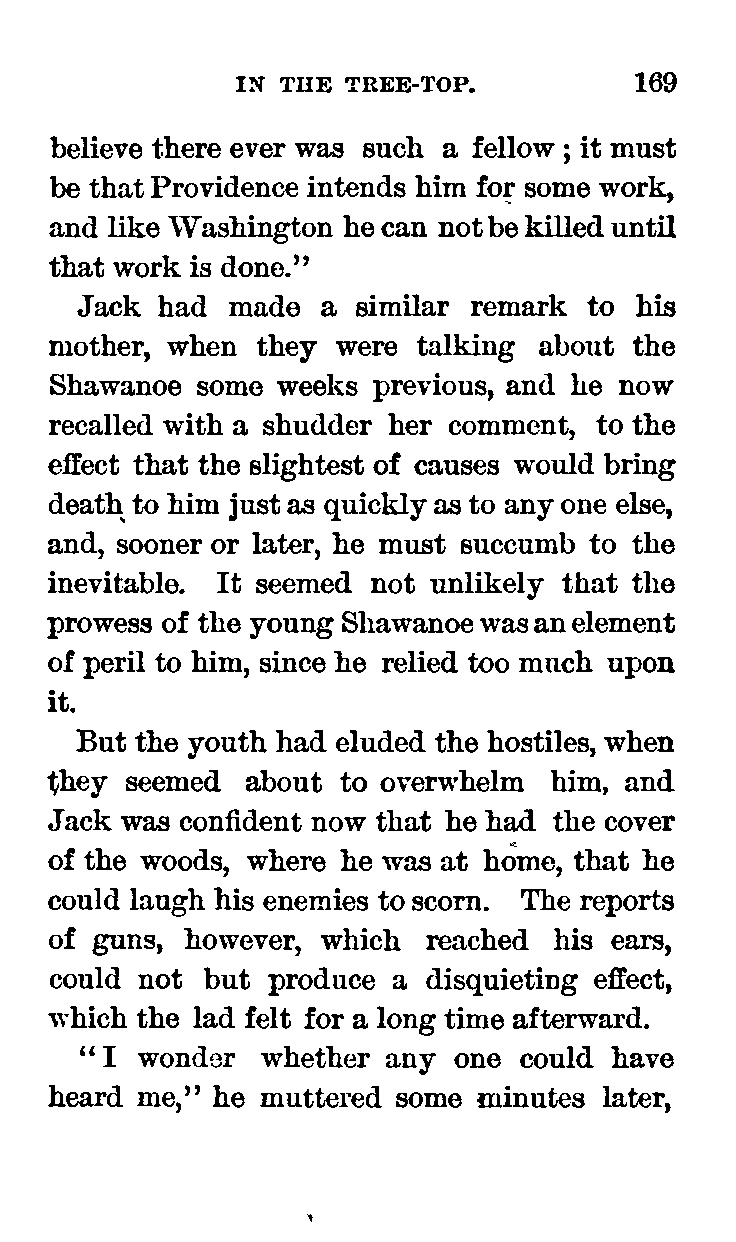 IN THE TREE-TOP. 169
believe there ever was such a fellow; it must
be that Providence intends him for some work,
and like Washington he can not be killed until
that work is done."
Jack had made a similar remark to his
mother, when they were talking about the
Shawanoe some weeks previous, and he now
recalled with a shudder her comment, to the
effect that the slightest of causes would bring
death to him just as quickly as to any one else,
and, sooner or later, he must succumb to the
inevitable. It seemed not unlikely that the
prowess of the young Shawanoe was an element
of peril to him, since he relied too much upon
it.
But the youth had eluded the hostiles, when
they seemed about to overwhelm him, and
Jack was confident now that he had the cover
of the woods, where he was at home, that he
could laugh his enemies to scorn. The reports
of guns, however, which reached his ears,
could not but produce a disquieting effect,
which the lad felt for a long time afterward.
"I wonder whether any one could have
heard me," he muttered some minutes later,